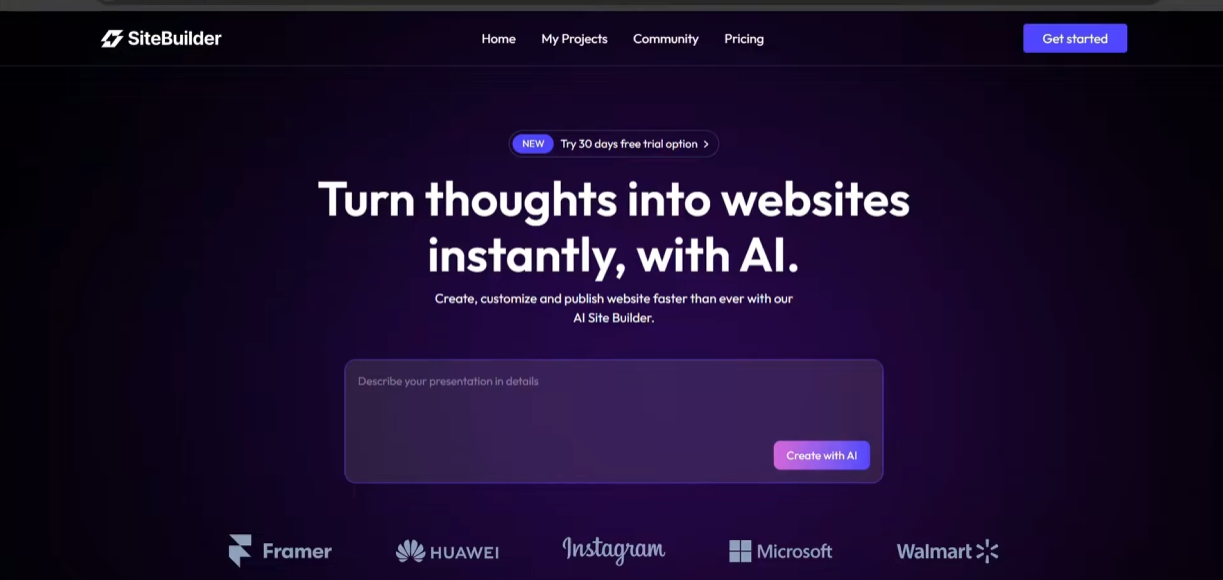 SiteBuilder
Home
My Projects
Community
Pricing
Get started
NEW Try 30 days free trial option >
Turn thoughts into websites
instantly, with AI.
Create, customize and publish website faster than ever with our
AI Site Builder.
Describe your presentation in details
Create with AI
Framer
HUAWEI
Instagram
Microsoft
Walmart